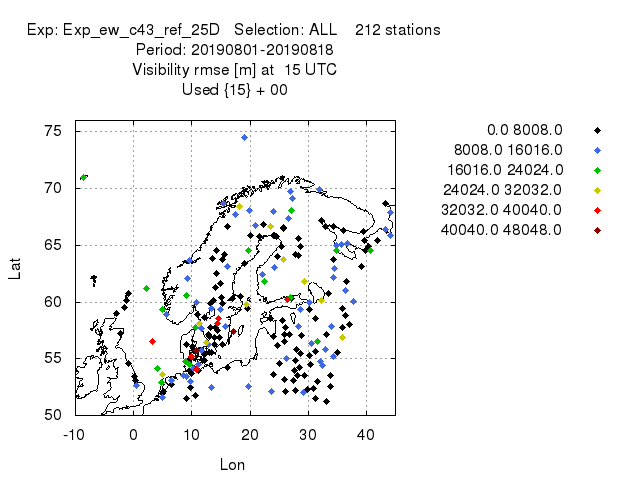 Exp: Exp_ew_c43_ref_25D Selection: ALL 212 stations
Period: 20190801-20190818
Visibility rmse [m] at 15 UTC
Used {15} + 00
0.0 8008.0
8008.0 16016.0
16016.0 24024.0
24024.0 32032.0
32032.0 40040.0
40040.0 48048.0
75
70
65
60
55
50
Lat
-10 0 10 20 30 40
Lon